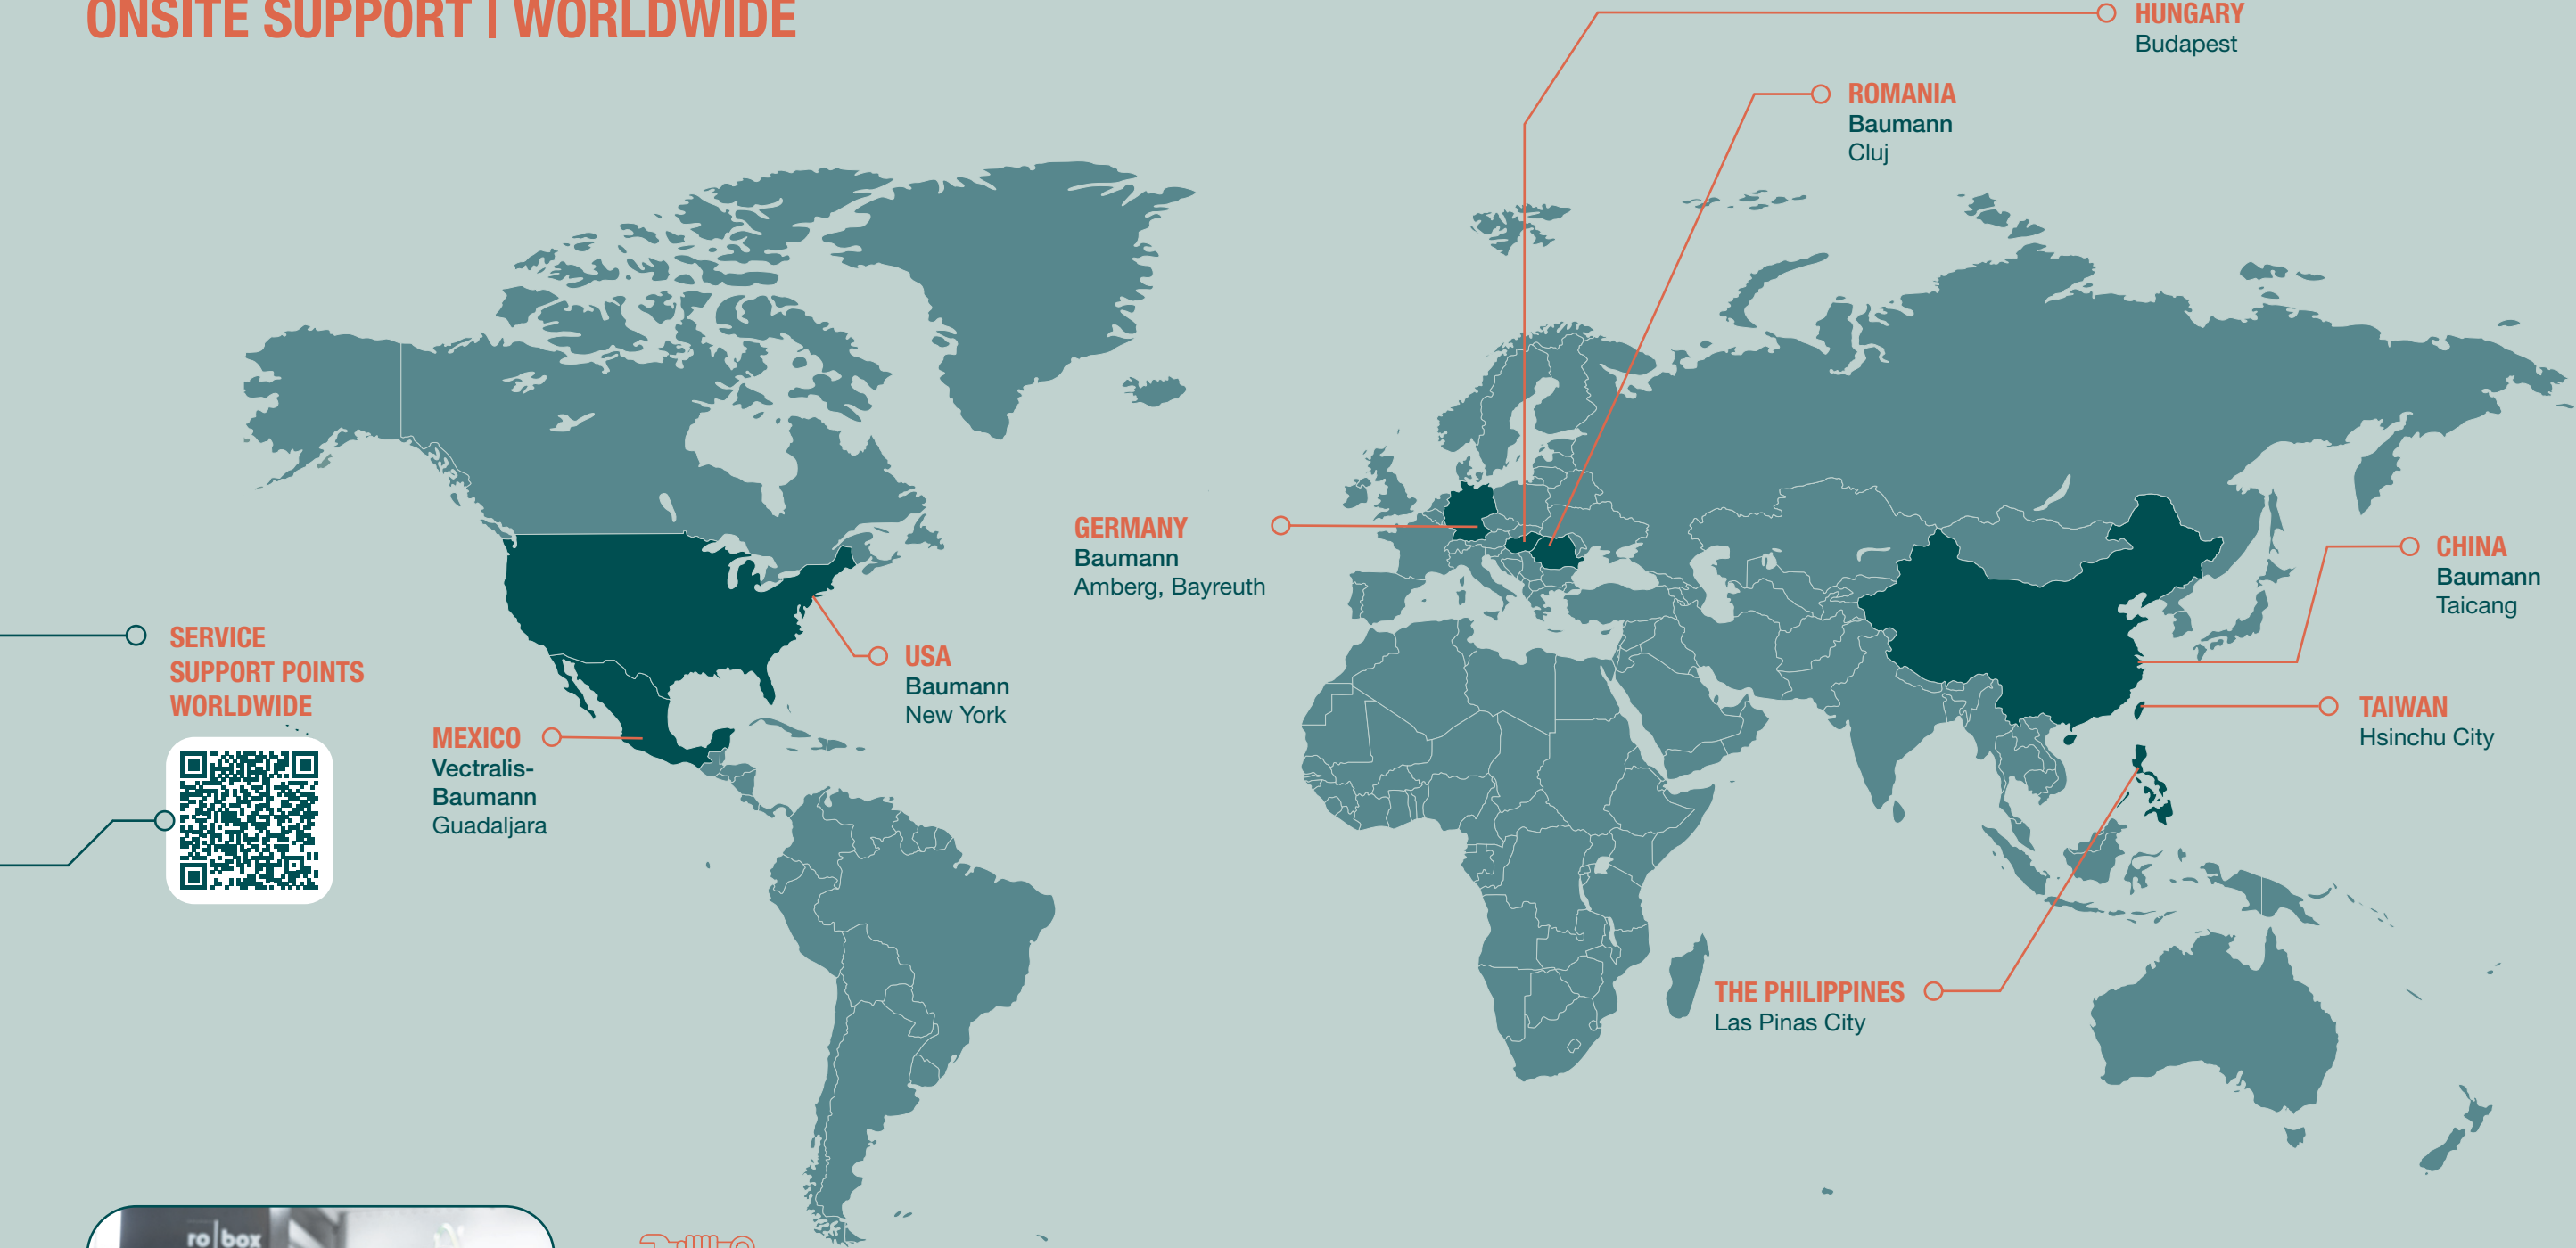 ONSITE SUPPORT | WORLDWIDE
HUNGARY
Budapest
ROMANIA
Baumann
Cluj
GERMANY
Baumann
Amberg, Bayreuth
CHINA
Baumann
Taicang
SERVICE
SUPPORT POINTS
WORLDWIDE
USA
Baumann
New York
MEXICO
Vectralis-
Baumann
Guadaljara
TAIWAN
Hsinchu City
THE PHILIPPINES
Las Pinas City
ro|box